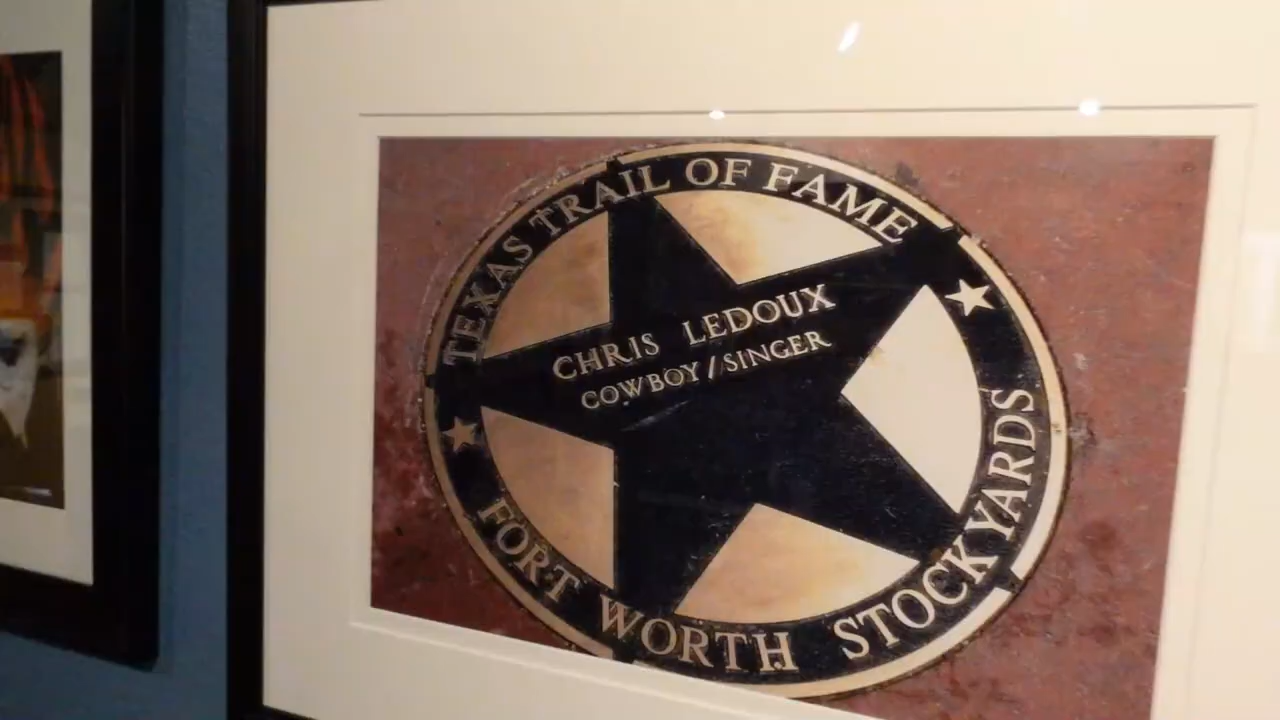 TEXAS TRAIL OF FAME
CHRIS LEDOUX
COWBOY/SINGER
FORT WORTH STOCKYARDS